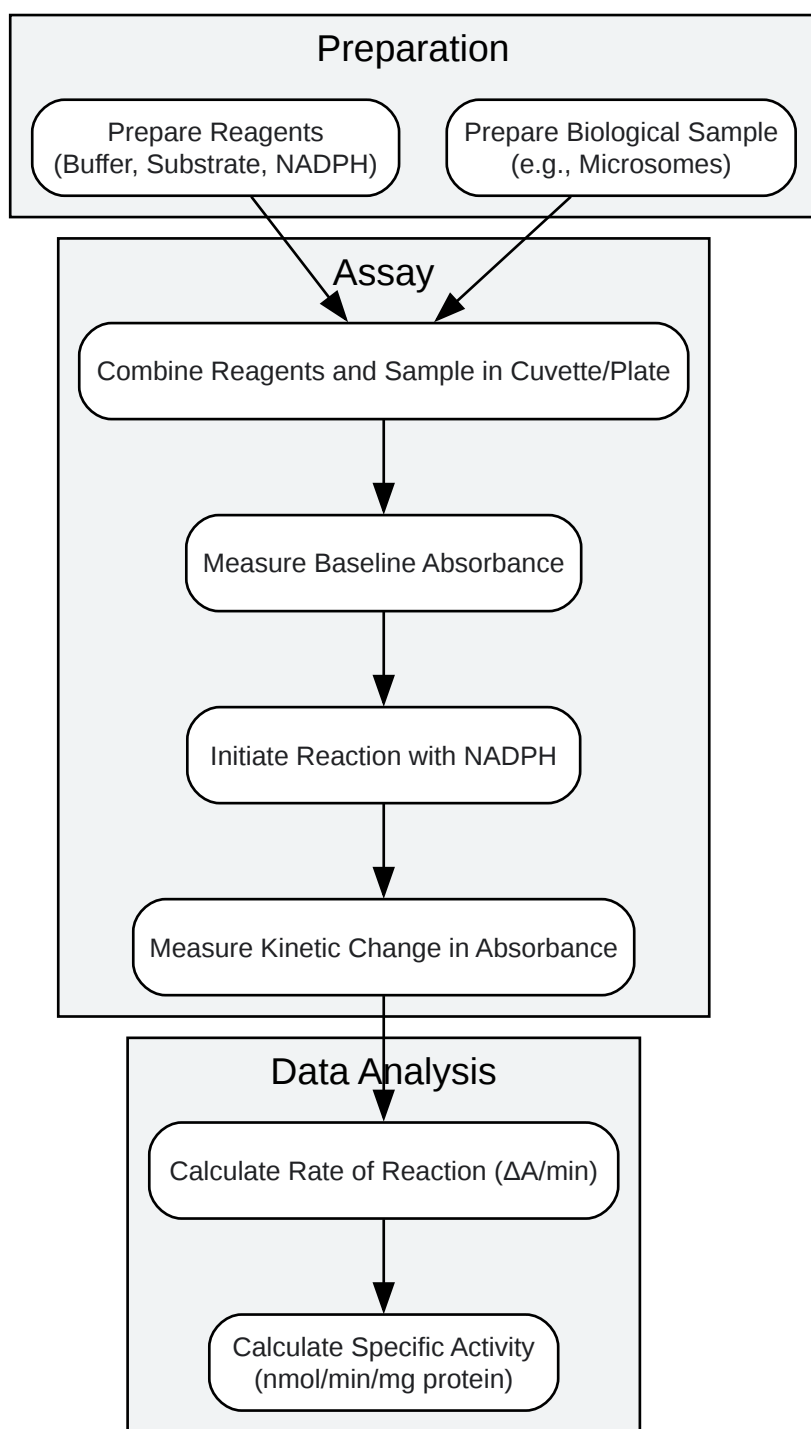 Preparation
Prepare Reagents
(Buffer, Substrate, NADPH)
Prepare Biological Sample
(e.g., Microsomes)
Assay
Combine Reagents and Sample in Cuvette/Plate
Measure Baseline Absorbance
Initiate Reaction with NADPH
Measure Kinetic Change in Absorbance
Data Analysis
Calculate Rate of Reaction (ΔA/min)
Calculate Specific Activity
(nmol/min/mg protein)